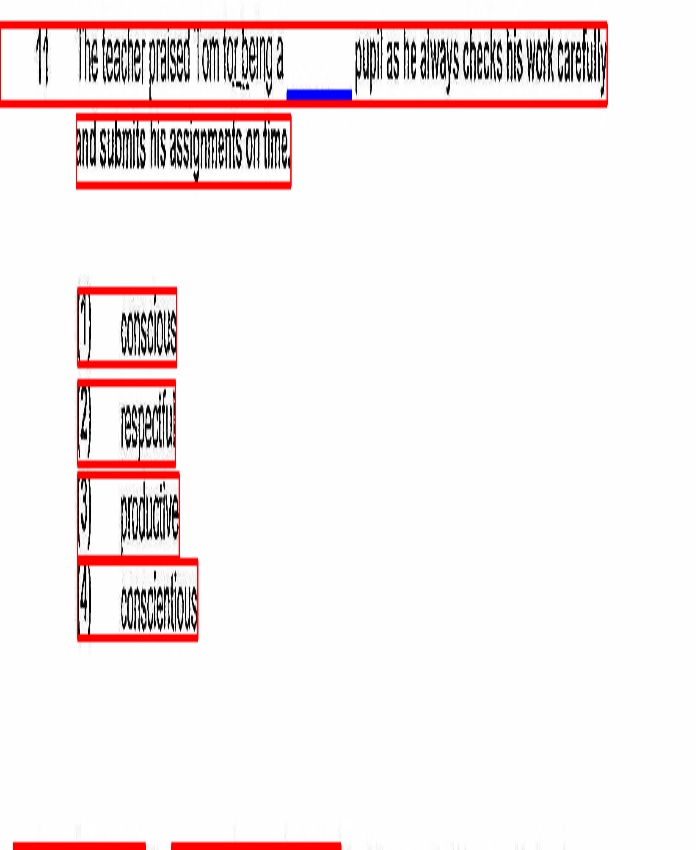 11 The teacher praised Tom for being a ______ pupil as he always checks his work carefully
and submits his assignments on time.
(1) conscious
(2) respectful
(3) productive
(4) conscientious